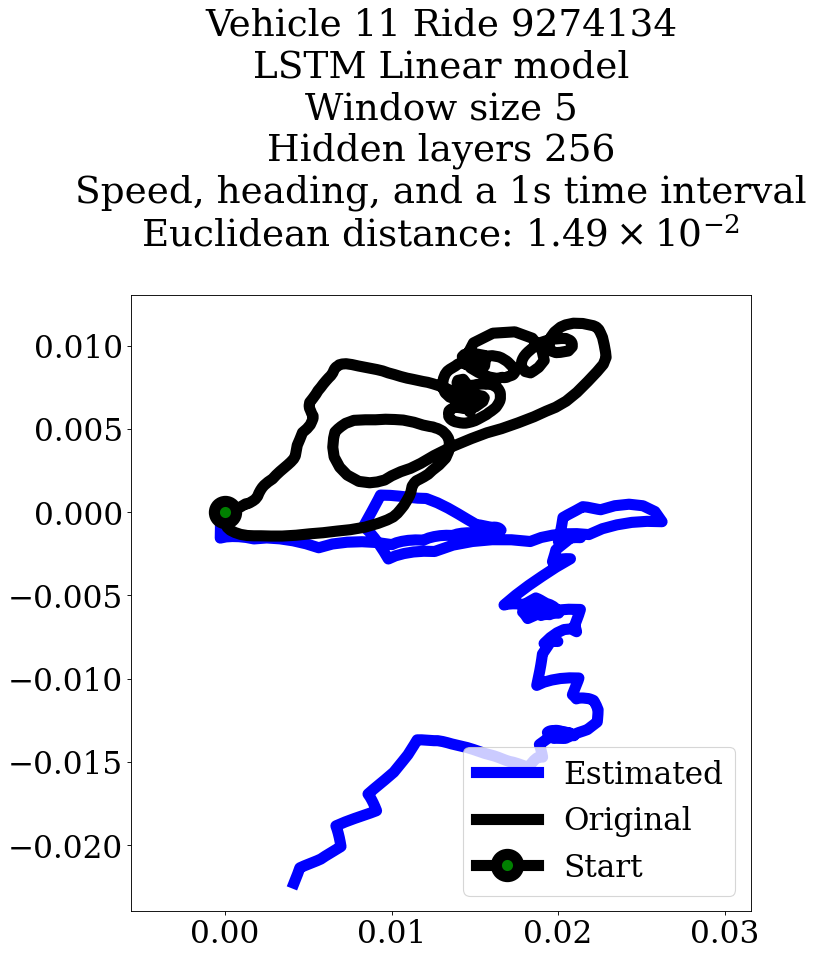 Vehicle 11 Ride 9274134
LSTM Linear model
Window size 5
Hidden layers 256
Speed, heading, and a 1s time interval
Euclidean distance: 1.49 × 10⁻²
0.010
0.005
0.000
−0.005
−0.010
−0.015
−0.020
Estimated
Original
Start
0.00 0.01 0.02 0.03